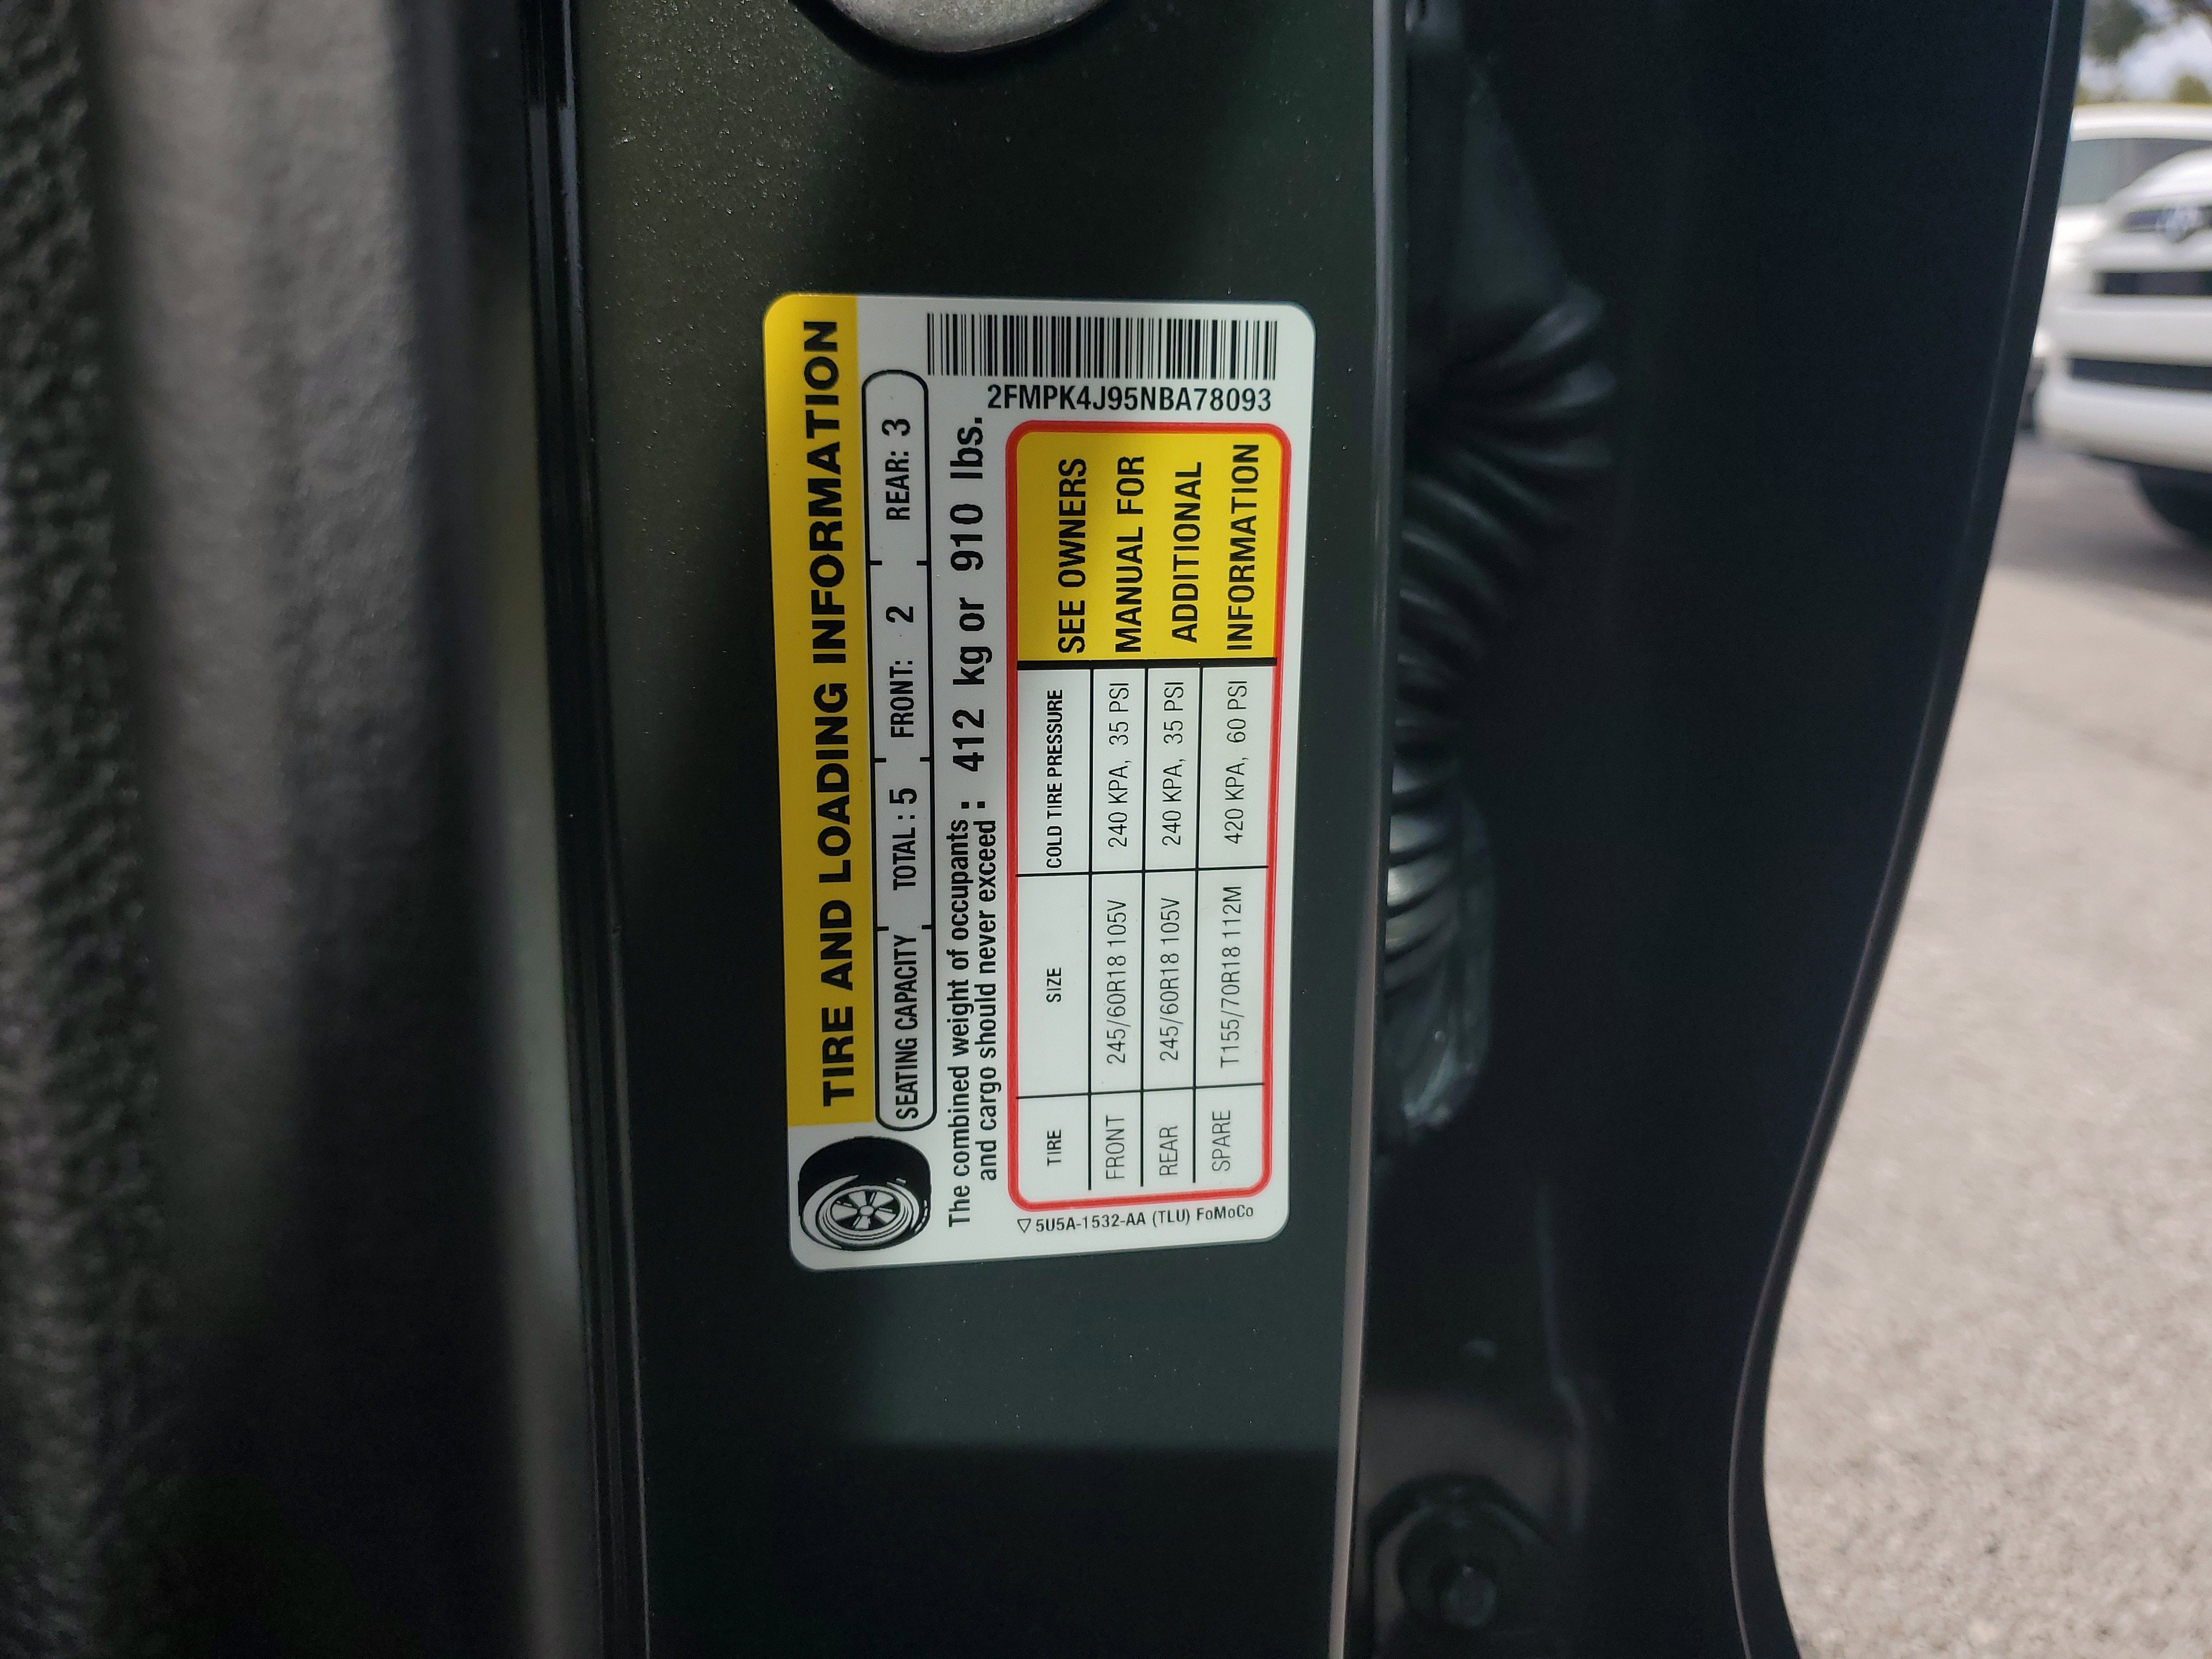 TIRE AND LOADING INFORMATION
SEATING CAPACITY TOTAL : 5 FRONT: 2 REAR: 3
The combined weight of occupants
and cargo should never exceed : 412 kg or 910 lbs.
2FMPK4J95NBA78093
TIRE SIZE COLD TIRE PRESSURE
FRONT 245/60R18 105V 240 KPA, 35 PSI
REAR 245/60R18 105V 240 KPA, 35 PSI
SPARE T155/70R18 112M 420 KPA, 60 PSI
SEE OWNERS
MANUAL FOR
ADDITIONAL
INFORMATION
▽ 5U5A-1532-AA (TLU) FoMoCo